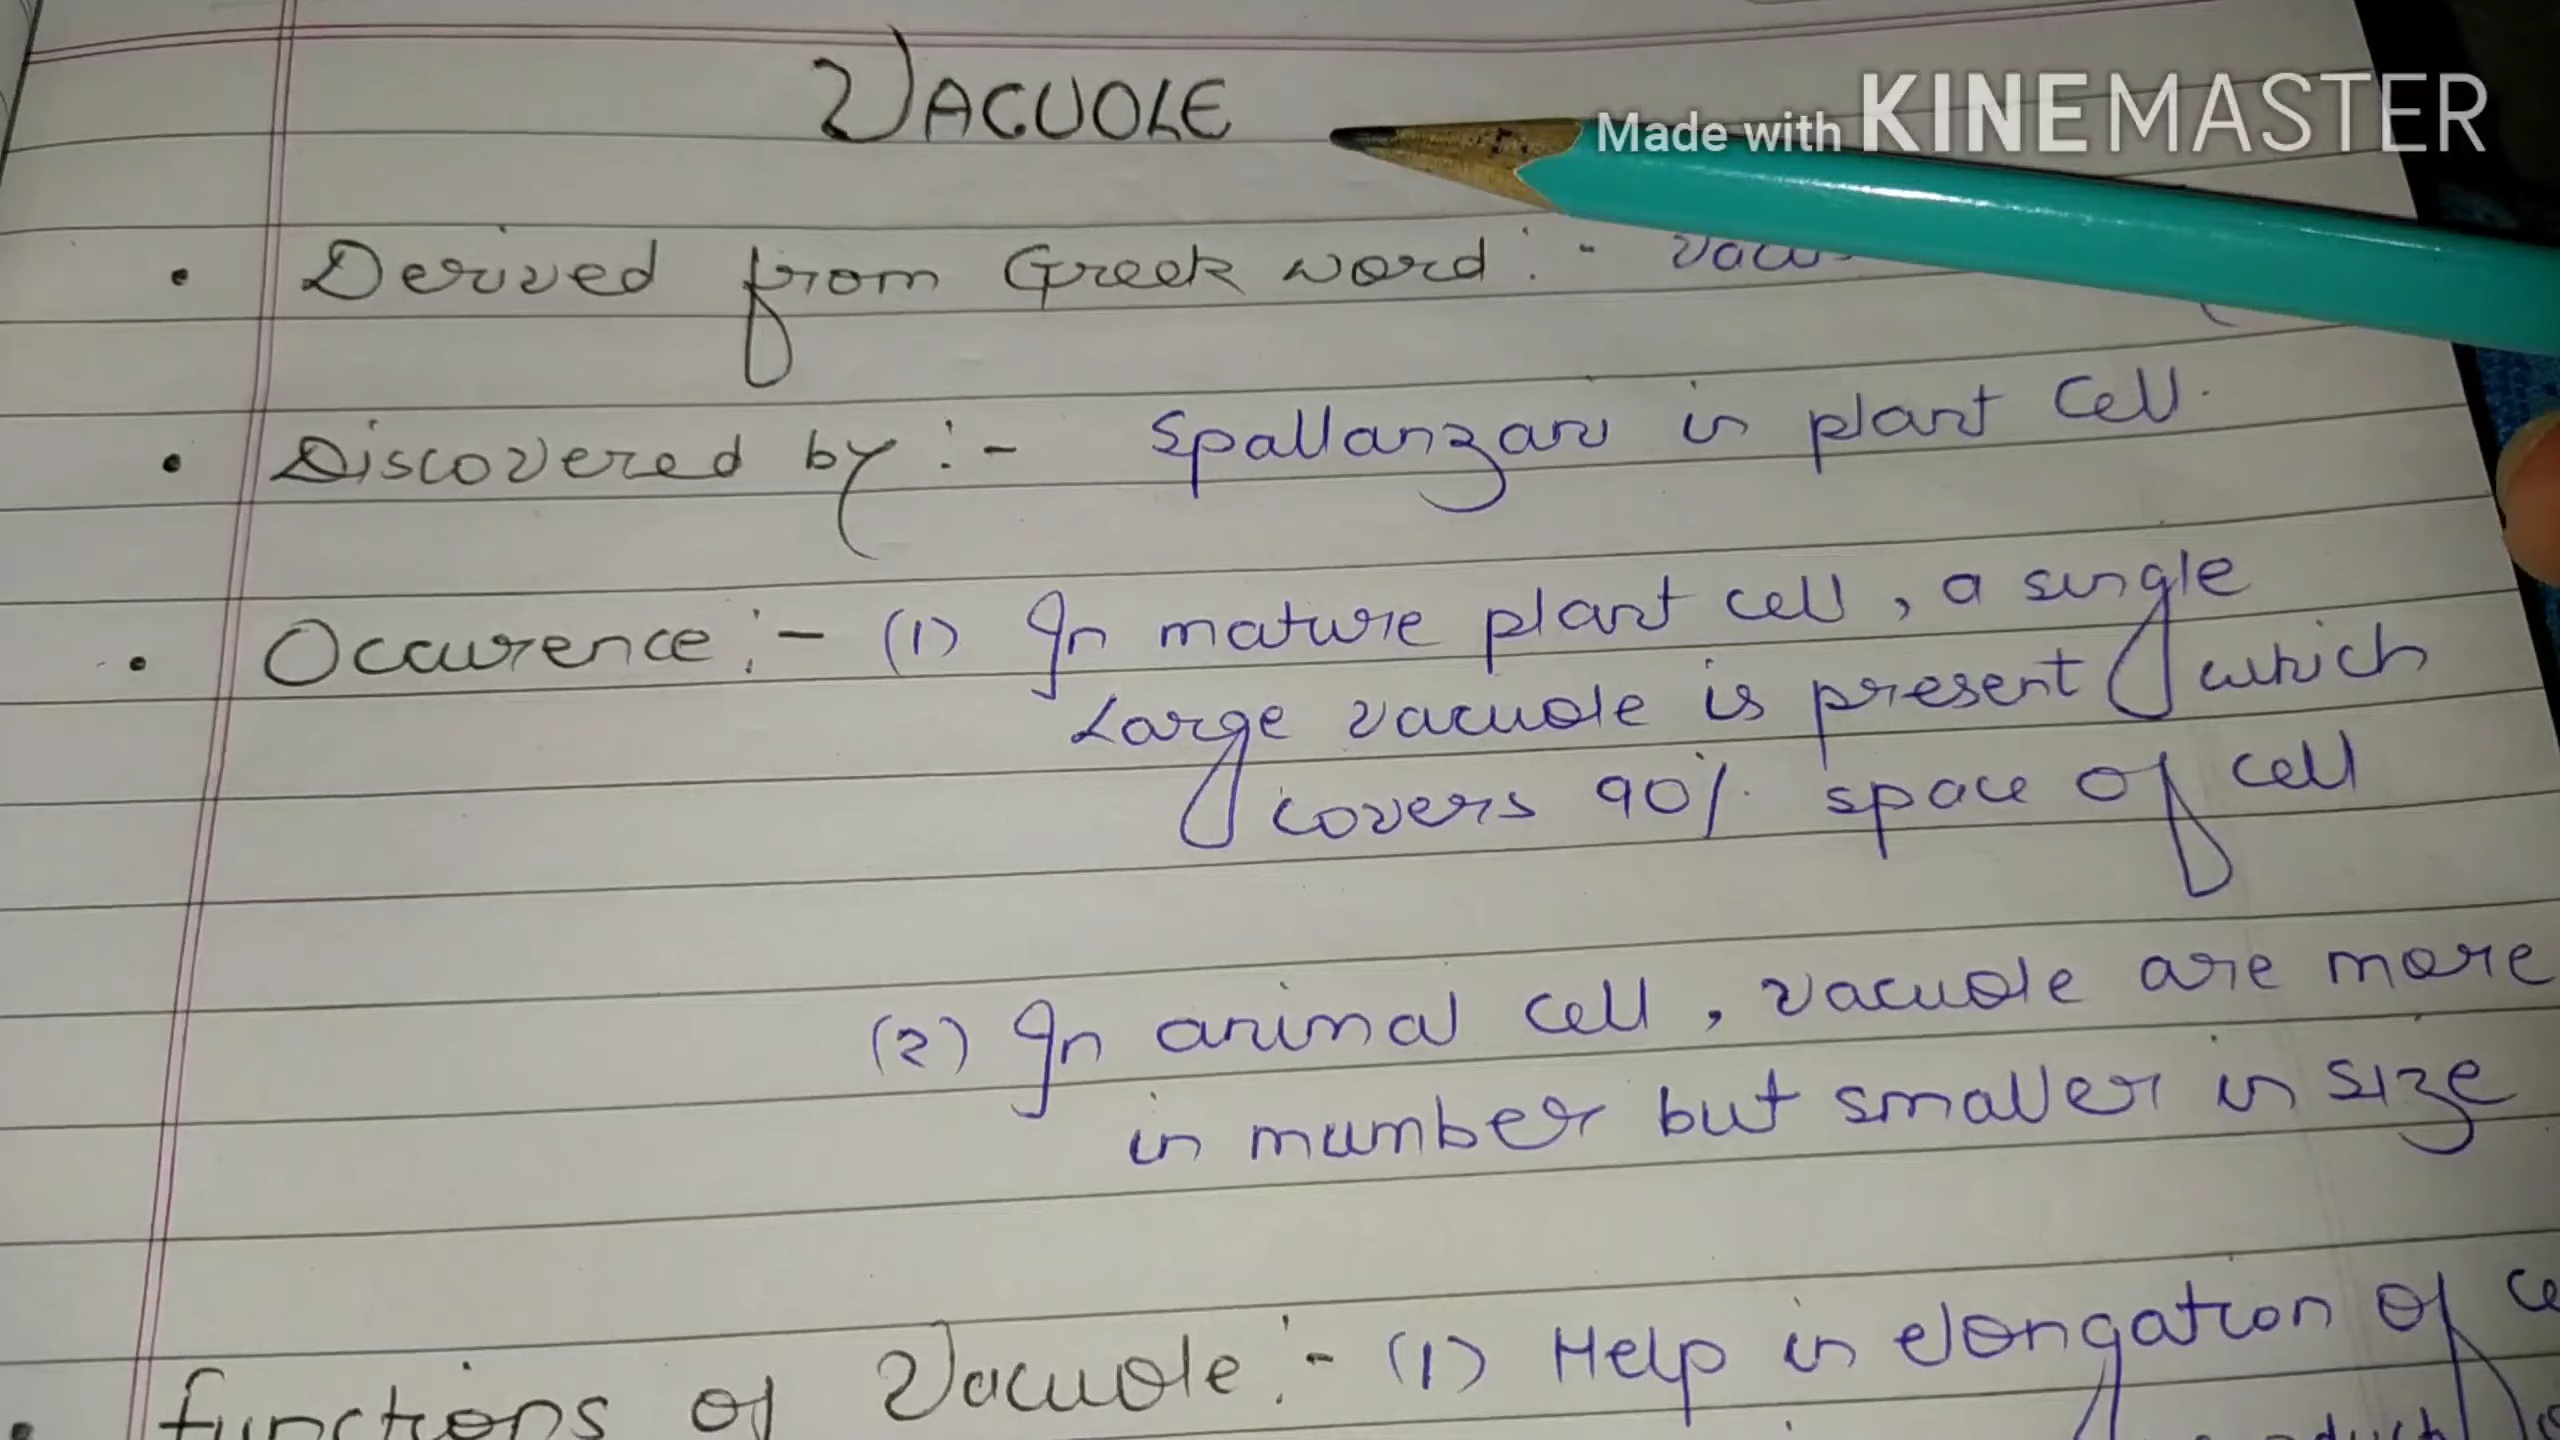 VACUOLE
Made with KINEMASTER
• Derived from Greek word :-
• Discovered by :- Spallanzani in plant Cell.
• Occurence :- (1) In mature plant cell, a single
Large vacuole is present which
covers 90% space of cell
(2) In animal cell, vacuole are more
in number but smaller in size
• functions of Vacuole :- (1) Help in elongation of